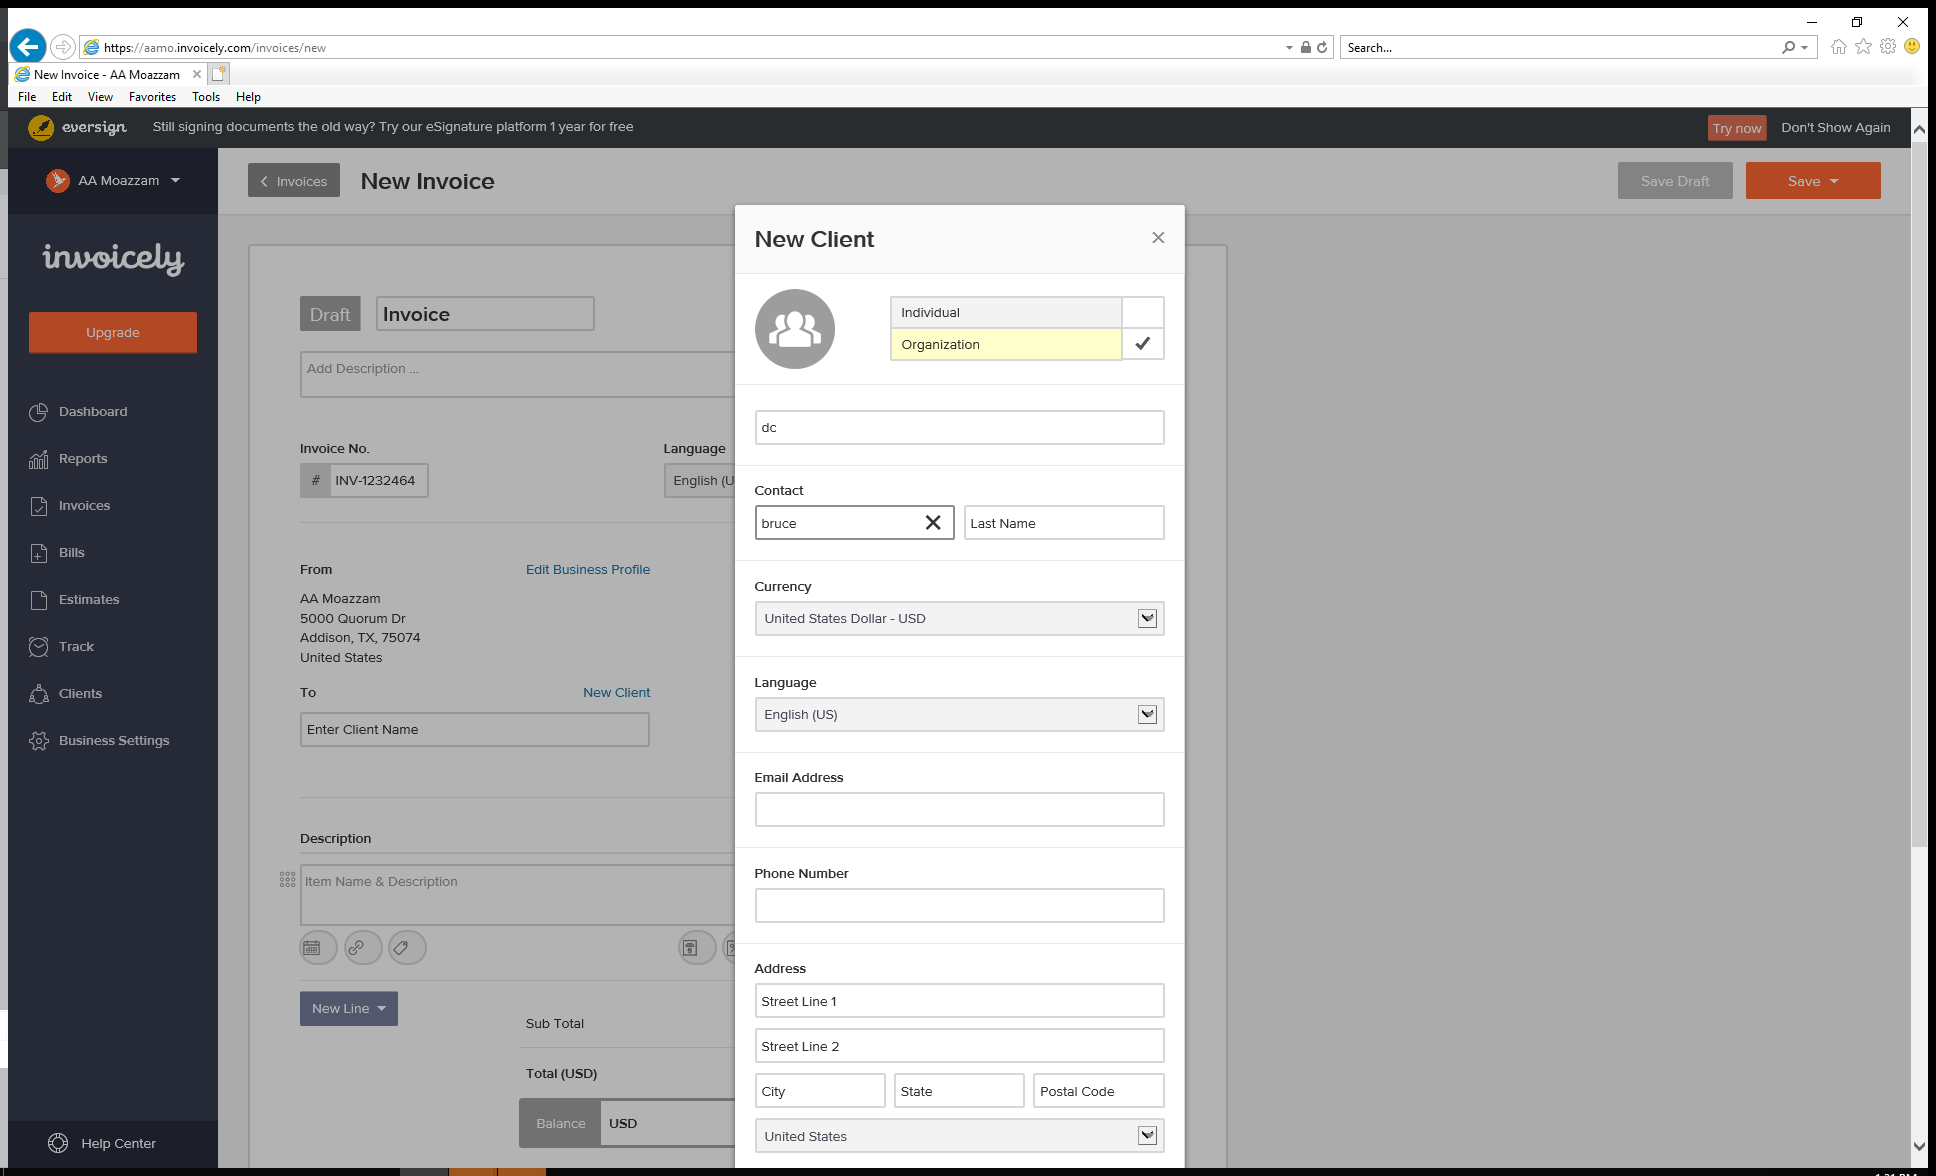 https://aamo.invoicely.com/invoices/new
Search...
New Invoice - AA Moazzam
File Edit View Favorites Tools Help
eversign
Still signing documents the old way? Try our eSignature platform 1 year for free
Try now
Don't Show Again
AA Moazzam
Invoices
New Invoice
Save Draft
Save
invoicely
Upgrade
Dashboard
Reports
Invoices
Bills
Estimates
Track
Clients
Business Settings
Help Center
Draft
Invoice
Add Description ...
Invoice No.
# INV-1232464
Language
English (U
From
Edit Business Profile
AA Moazzam
5000 Quorum Dr
Addison, TX, 75074
United States
To
New Client
Enter Client Name
Description
Item Name & Description
New Line
Sub Total
Total (USD)
Balance
USD
New Client
Individual
Organization
dc
Contact
bruce
Last Name
Currency
United States Dollar - USD
Language
English (US)
Email Address
Phone Number
Address
Street Line 1
Street Line 2
City
State
Postal Code
United States